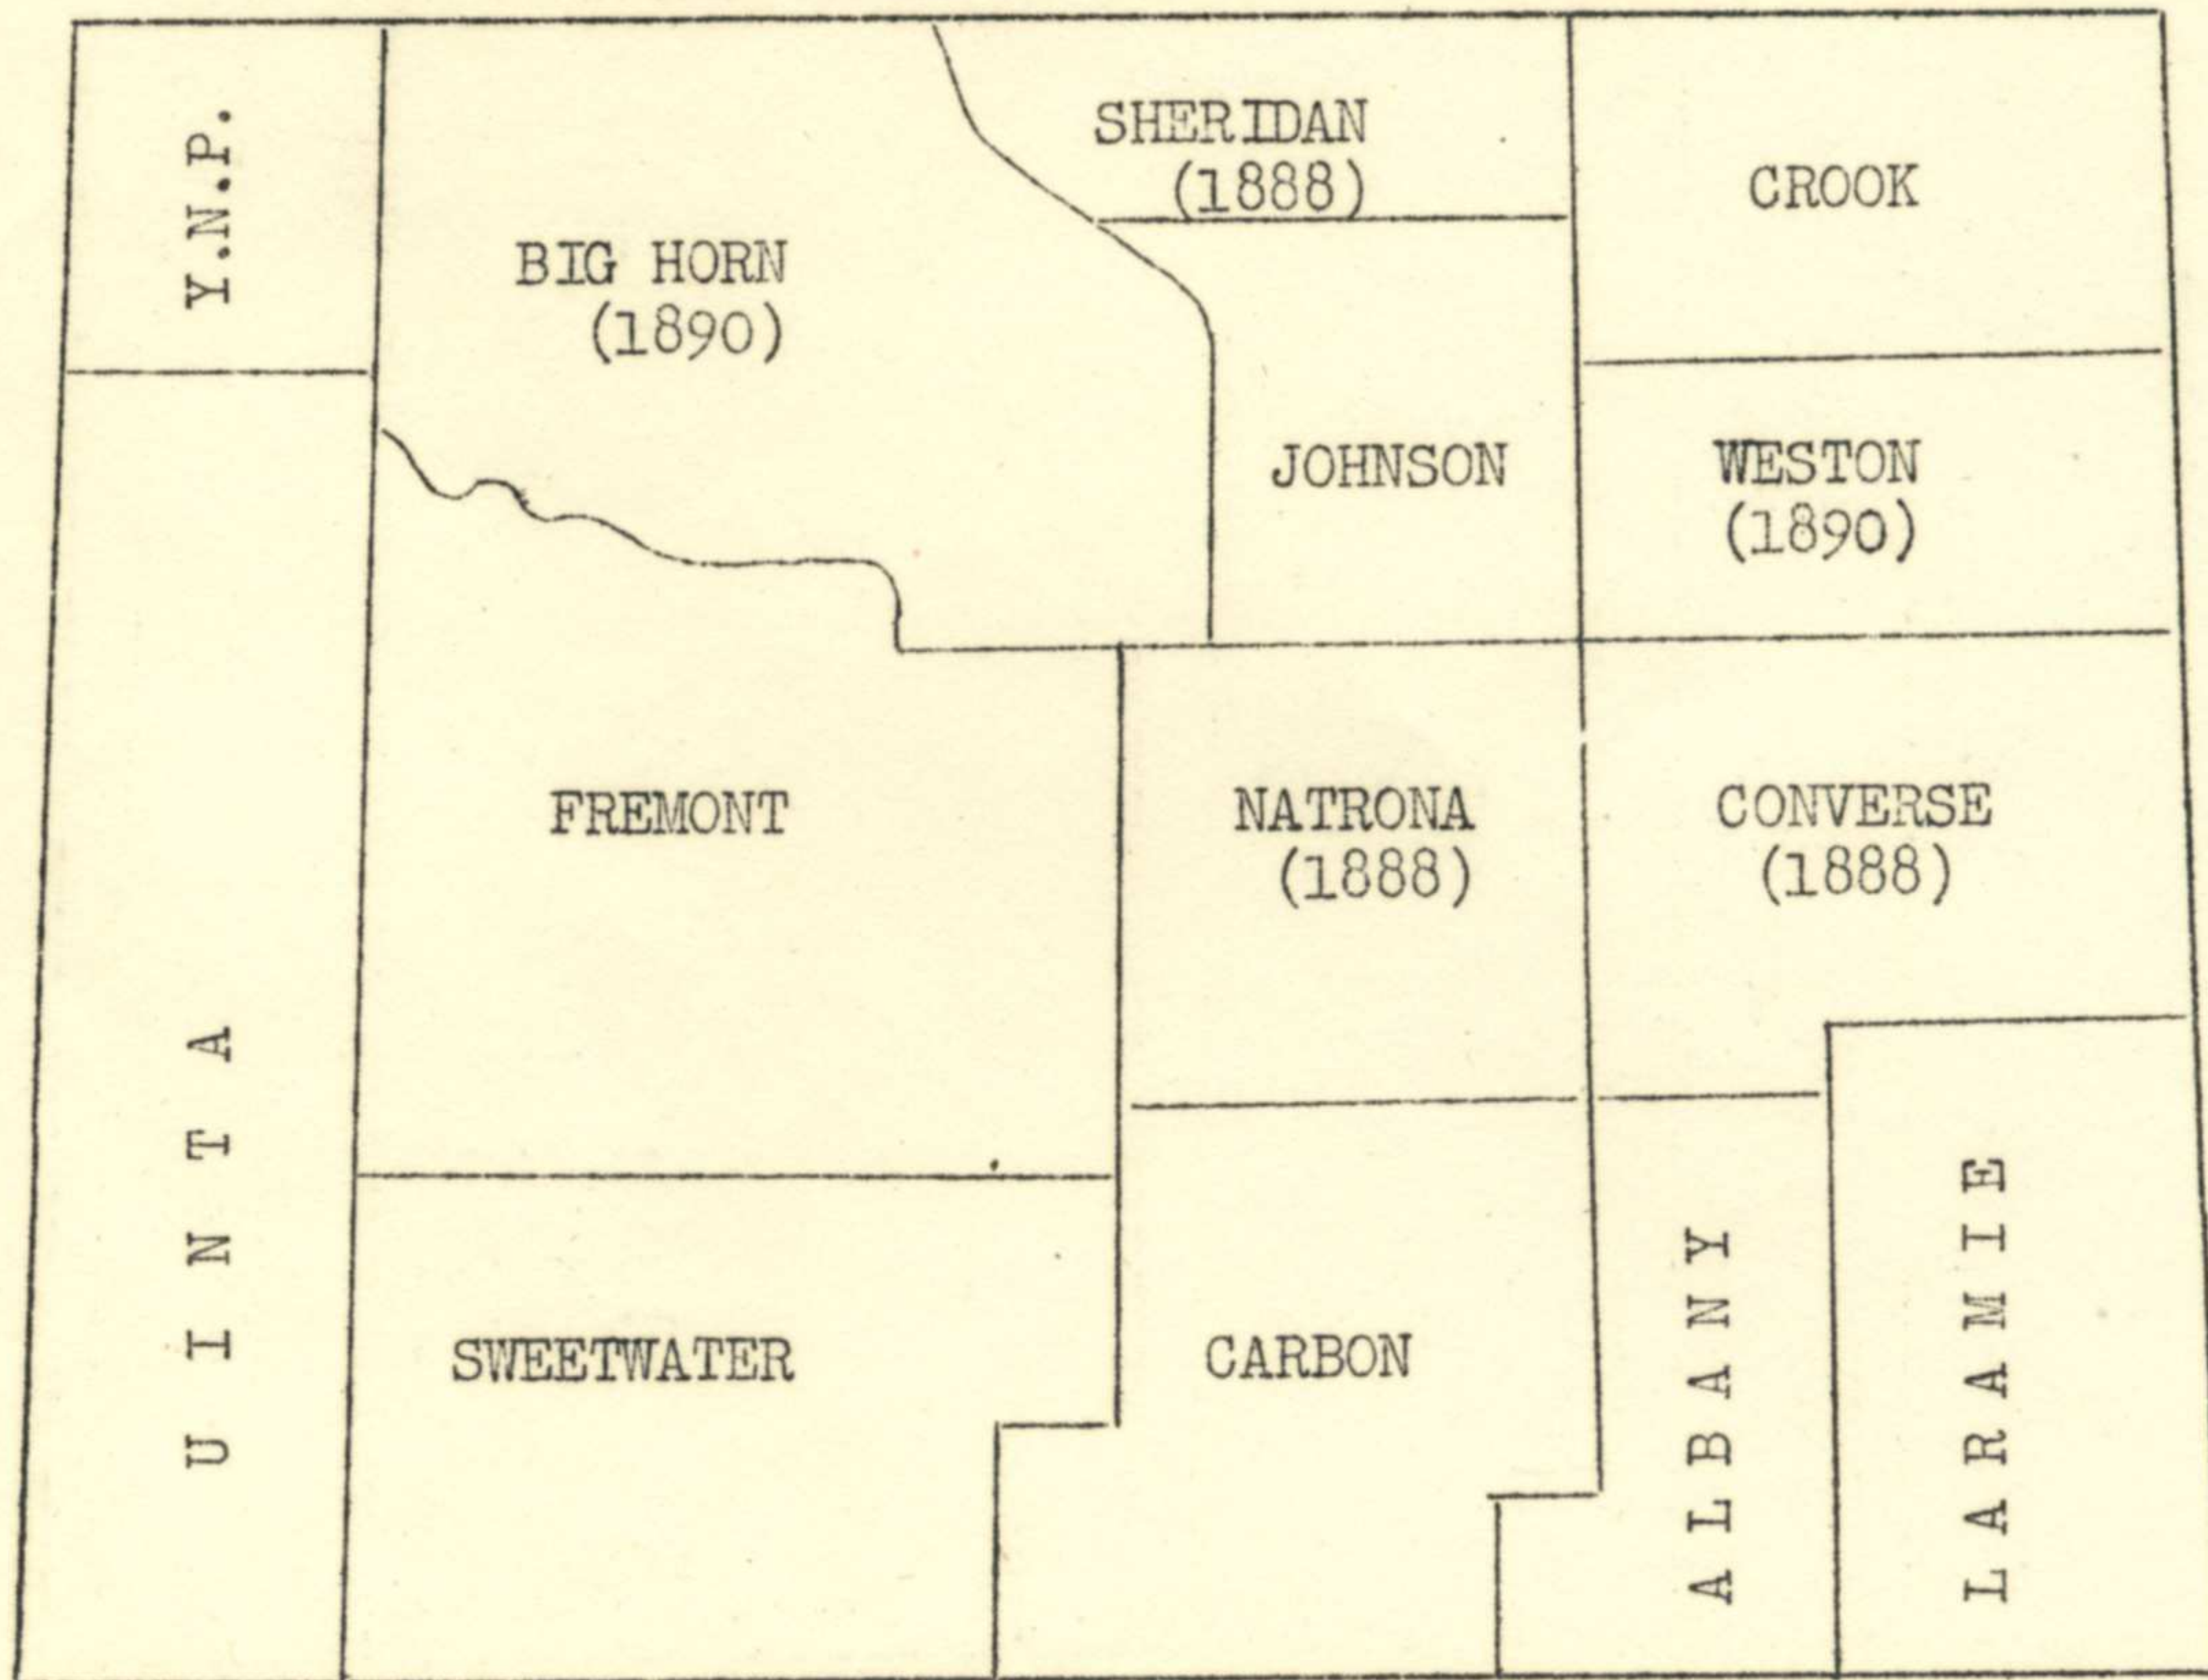 Y.N.P.
BIG HORN
(1890)
SHERIDAN
(1888)
CROOK
JOHNSON
WESTON
(1890)
UINTA
FREMONT
NATRONA
(1888)
CONVERSE
(1888)
SWEETWATER
CARBON
ALBANY
LARAMIE